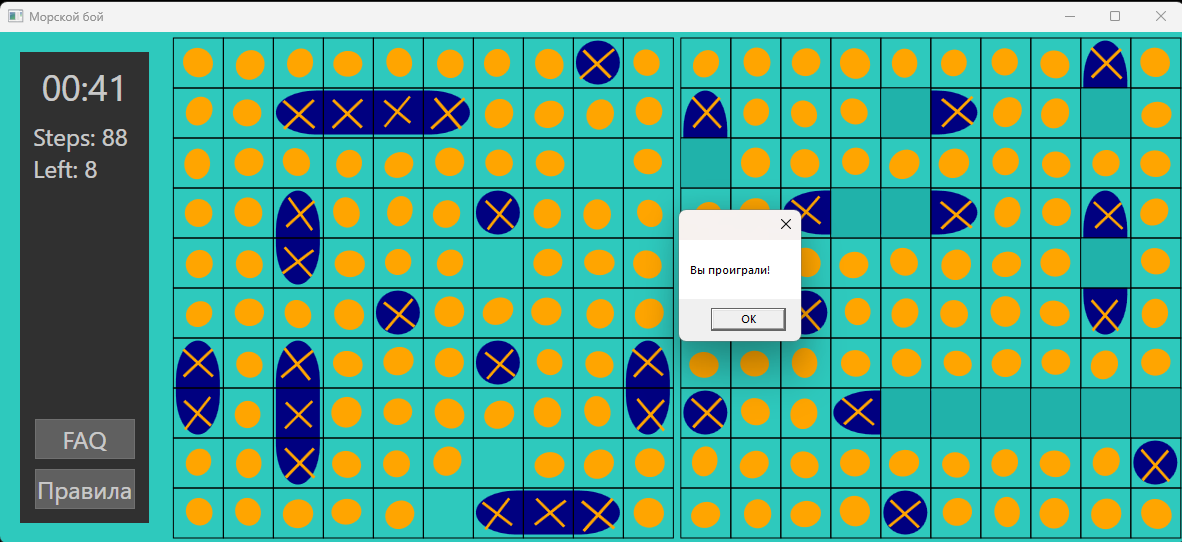 Морской бой
00:41
Steps: 88
Left: 8
FAQ
Правила
Вы проиграли!
OK